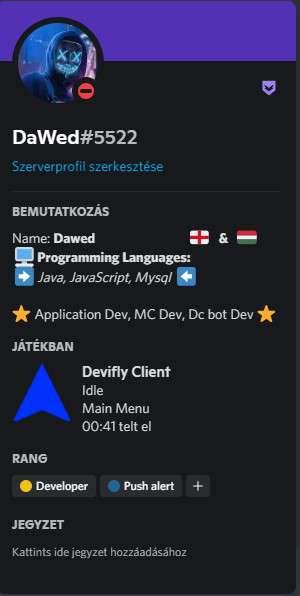 DaWed#5522
Szerverprofil szerkesztése
BEMUTATKOZÁS
Name: Dawed &
Programming Languages:
Java, JavaScript, Mysql
Application Dev, MC Dev, Dc bot Dev
JÁTÉKBAN
Devifly Client
Idle
Main Menu
00:41 telt el
RANG
Developer Push alert +
JEGYZET
Kattints ide jegyzet hozzáadásához